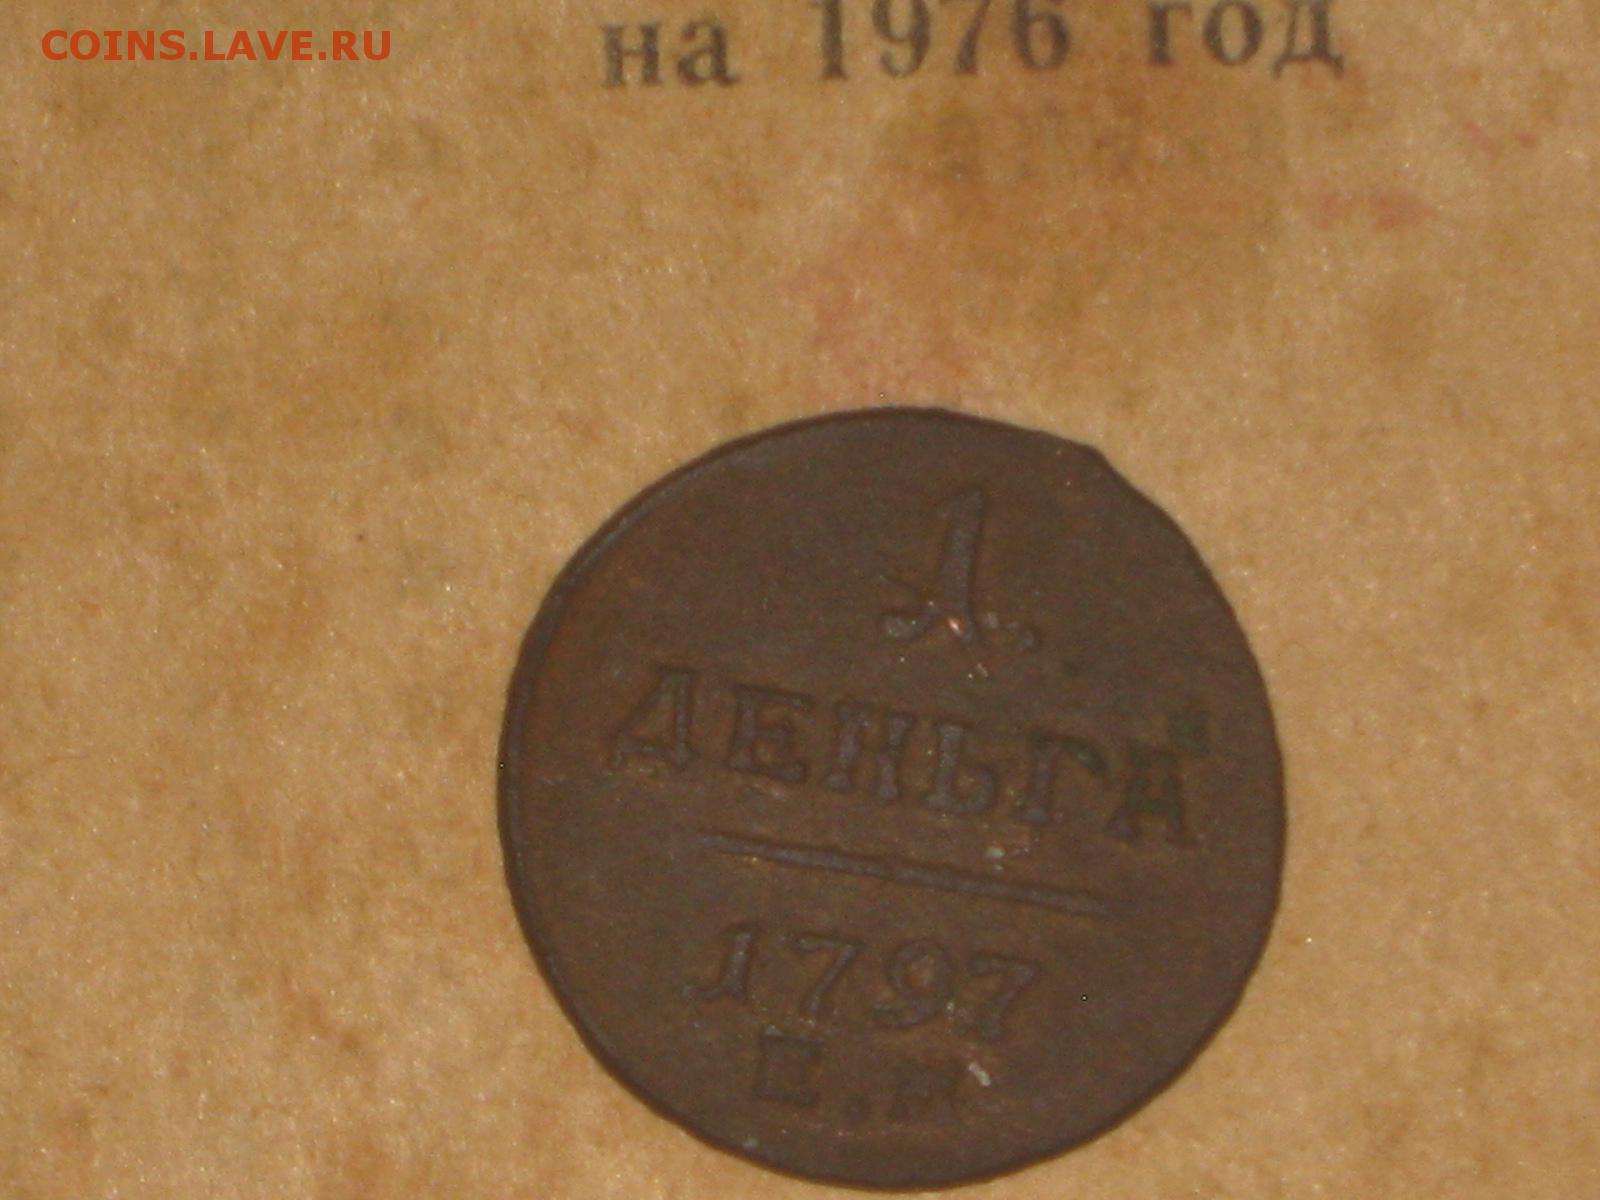 COINS.LAVE.RU
на 1976 год
1
ДЕНЬГА
1797
Е.М